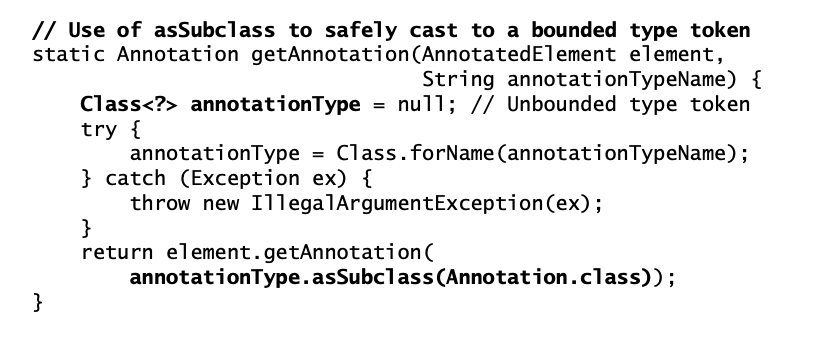 // Use of asSubclass to safely cast to a bounded type token
static Annotation getAnnotation(AnnotatedElement element,
                                String annotationTypeName) {
    Class<?> annotationType = null; // Unbounded type token
    try {
        annotationType = Class.forName(annotationTypeName);
    } catch (Exception ex) {
        throw new IllegalArgumentException(ex);
    }
    return element.getAnnotation(
        annotationType.asSubclass(Annotation.class));
}